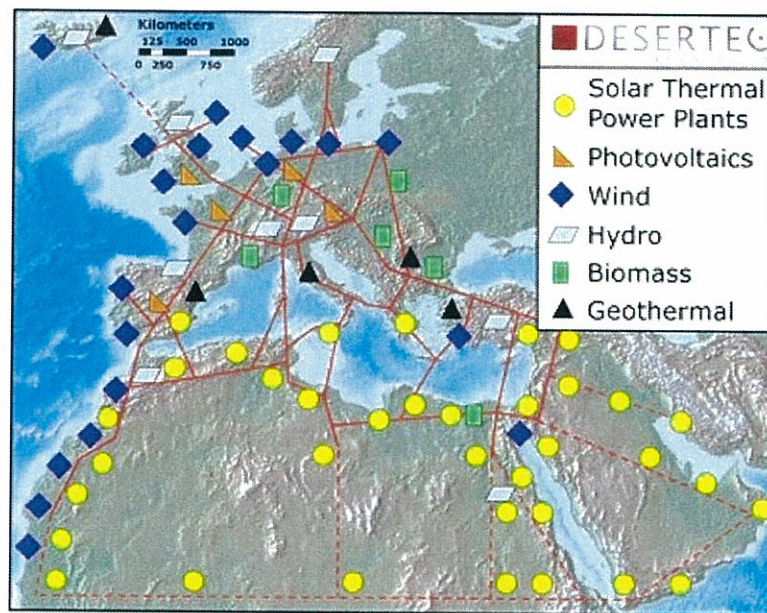 Kilometers
125 500 1000
0 250 750
DESERTEC
Solar Thermal
Power Plants
Photovoltaics
Wind
Hydro
Biomass
Geothermal